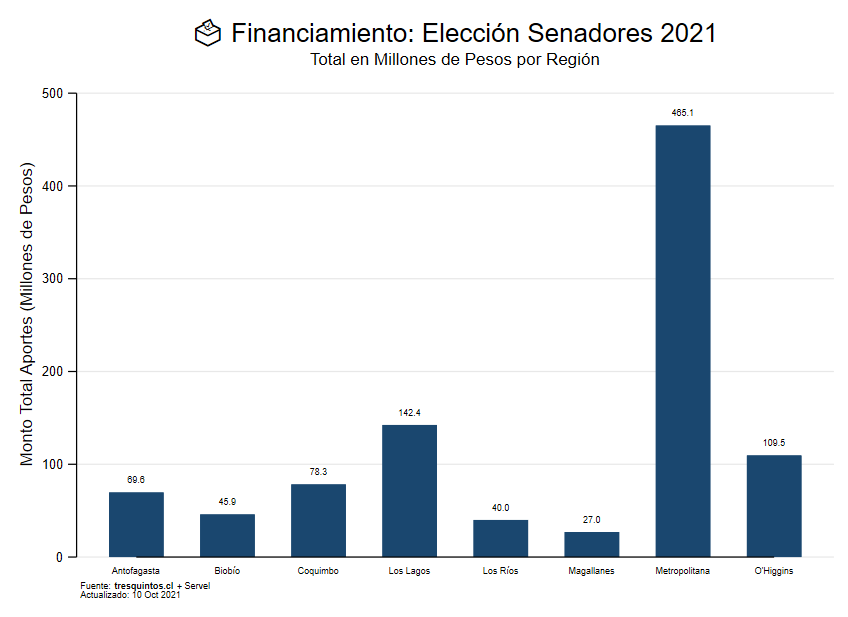 Financiamiento: Elección Senadores 2021
Total en Millones de Pesos por Región
Monto Total Aportes (Millones de Pesos)
500
400
300
200
100
0
69.6
45.9
78.3
142.4
40.0
27.0
465.1
109.5
Antofagasta
Biobío
Coquimbo
Los Lagos
Los Ríos
Magallanes
Metropolitana
O'Higgins
Fuente: tresquintos.cl + Servel
Actualizado: 10 Oct 2021